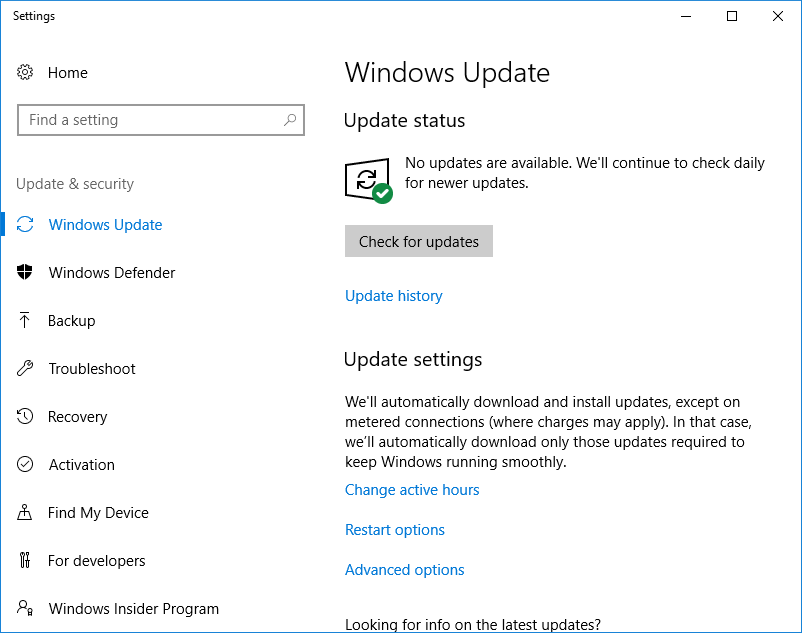 Settings
Home
Find a setting
Update & security
Windows Update
Windows Defender
Backup
Troubleshoot
Recovery
Activation
Find My Device
For developers
Windows Insider Program
Windows Update
Update status
No updates are available. We'll continue to check daily
for newer updates.
Check for updates
Update history
Update settings
We'll automatically download and install updates, except on
metered connections (where charges may apply). In that case,
we'll automatically download only those updates required to
keep Windows running smoothly.
Change active hours
Restart options
Advanced options
Looking for info on the latest updates?